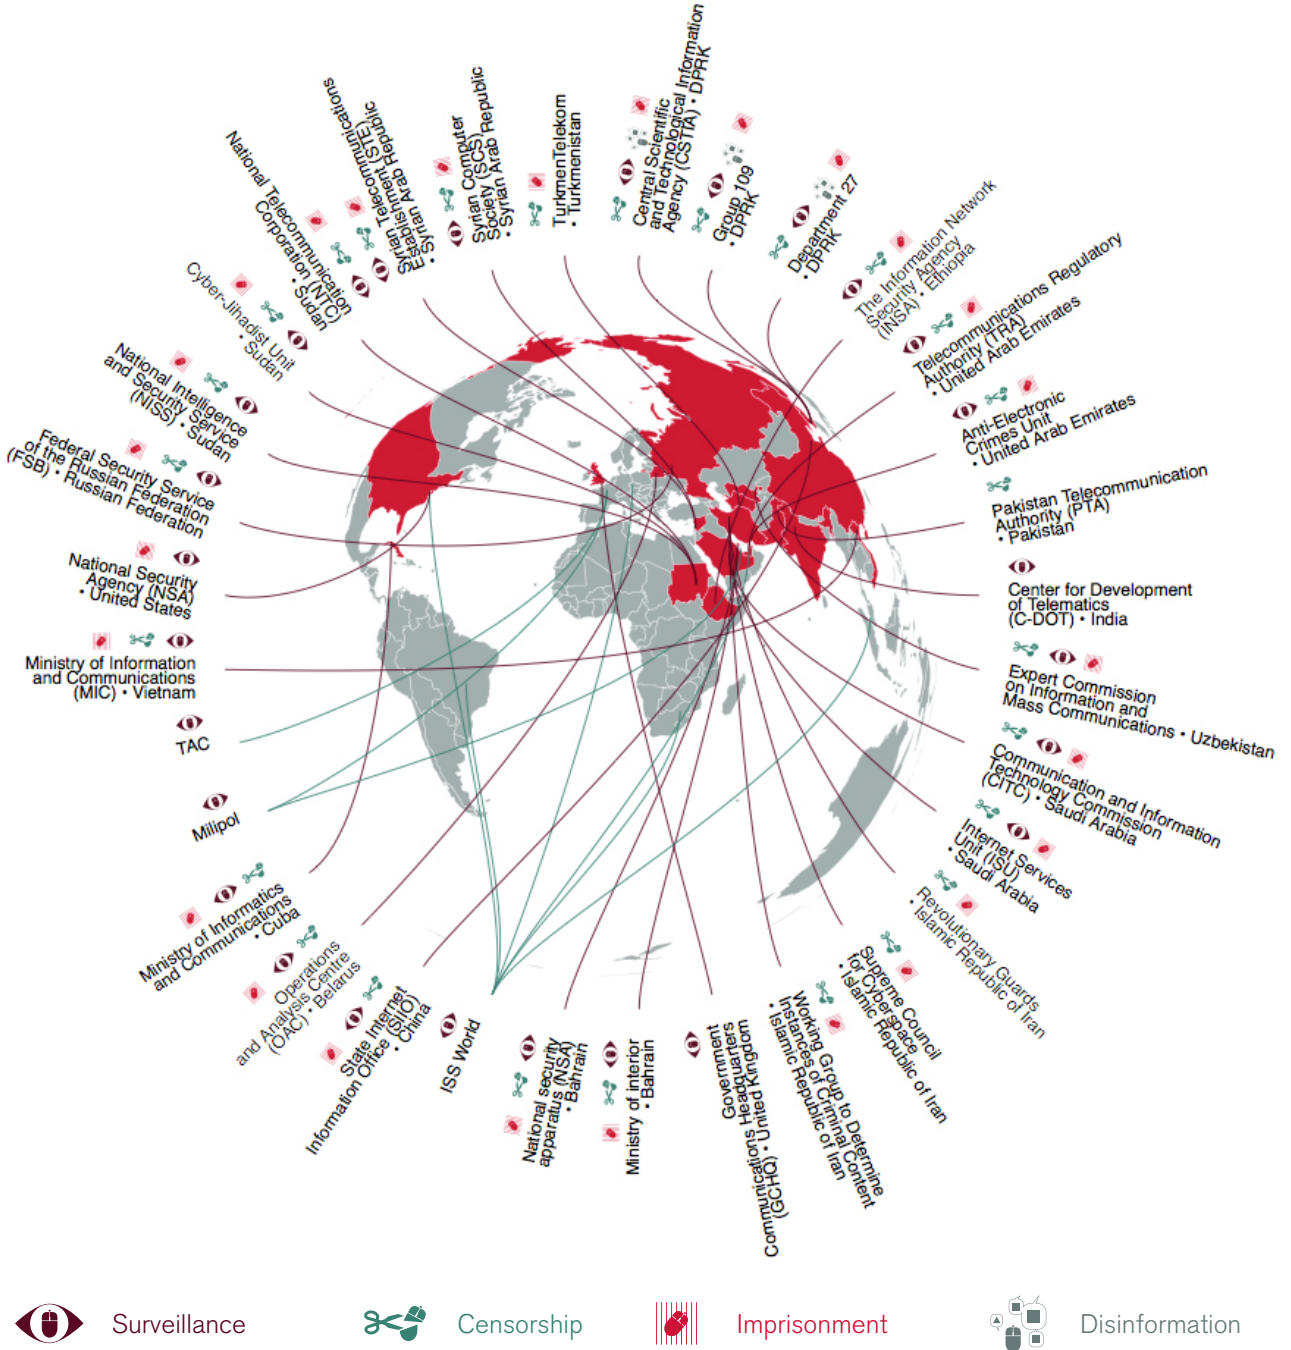 Central Scientific
and Technological Information
Agency (CSTIA) • DPRK
Group 109
• DPRK
Department 27
• DPRK
The Information Network
Security Agency
(INSA) • Ethiopia
Telecommunications Regulatory
Authority (TRA)
• United Arab Emirates
Anti-Electronic
Crimes Unit
• United Arab Emirates
Pakistan Telecommunication
Authority (PTA)
• Pakistan
Center for Development
of Telematics
(C-DOT) • India
Expert Commission
on Information and
Mass Communications • Uzbekistan
Communication and Information
Technology Commission
(CITC) • Saudi Arabia
Internet Services
Unit (ISU)
• Saudi Arabia
Revolutionary Guards
• Islamic Republic of Iran
Supreme Council
for Cyberspace
• Islamic Republic of Iran
Working Group to Determine
Instances of Criminal Content
• Islamic Republic of Iran
Government
Communications Headquarters
(GCHQ) • United Kingdom
Ministry of interior
• Bahrain
National security
apparatus (NSA)
• Bahrain
ISS World
State Internet
Information Office (SIIO)
• China
Operations
and Analysis Centre
(OAC) • Belarus
Ministry of Informatics
and Communications
• Cuba
Milipol
TAC
Ministry of Information
and Communications
(MIC) • Vietnam
National Security
Agency (NSA)
• United States
Federal Security Service
of the Russian Federation
(FSB) • Russian Federation
National Intelligence
and Security Service
(NISS) • Sudan
Cyber-Jihadist Unit
• Sudan
National Telecommunication
Corporation (NTC)
• Sudan
Syrian Telecommunications
Establishment (STE)
• Syrian Arab Republic
Syrian Computer
Society (SCS)
• Syrian Arab Republic
TurkmenTelekom
• Turkmenistan
Surveillance
Censorship
Imprisonment
Disinformation